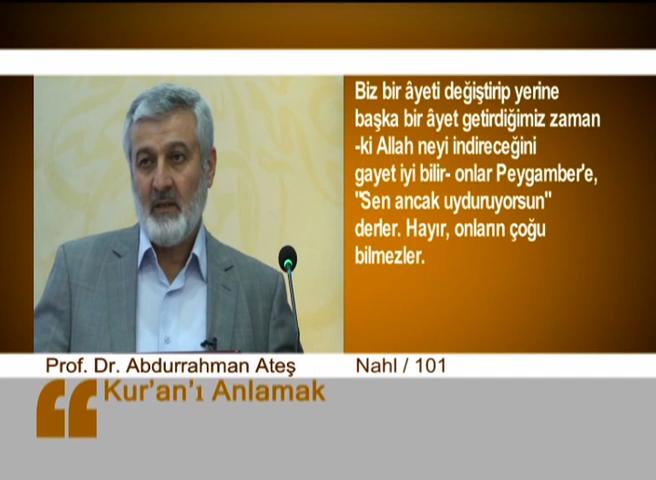 Biz bir âyeti değiştirip yerine
başka bir âyet getirdiğimiz zaman
-ki Allah neyi indireceğini
gayet iyi bilir- onlar Peygamber'e,
"Sen ancak uyduruyorsun"
derler. Hayır, onların çoğu
bilmezler.
Prof. Dr. Abdurrahman Ateş
Nahl / 101
“ Kur’an’ı Anlamak